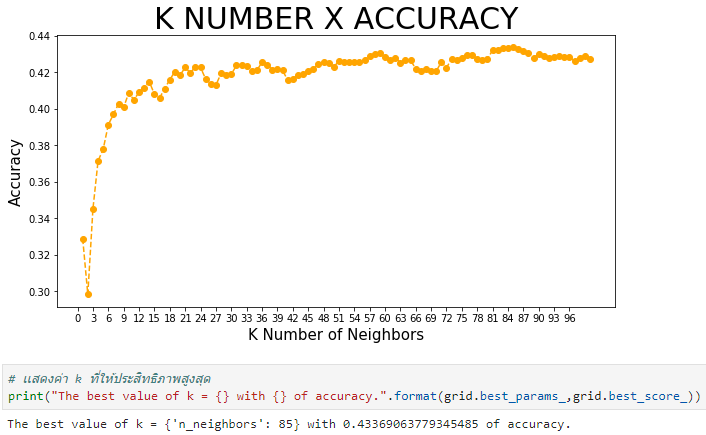 K NUMBER X ACCURACY
0.44
0.42
0.40
0.38
0.36
0.34
0.32
0.30
Accuracy
0 3 6 9 12 15 18 21 24 27 30 33 36 39 42 45 48 51 54 57 60 63 66 69 72 75 78 81 84 87 90 93 96
K Number of Neighbors
# แสดงค่า k ที่ให้ประสิทธิภาพสูงสุด
print("The best value of k = {} with {} of accuracy.".format(grid.best_params_,grid.best_score_))
The best value of k = {'n_neighbors': 85} with 0.43369063779345485 of accuracy.